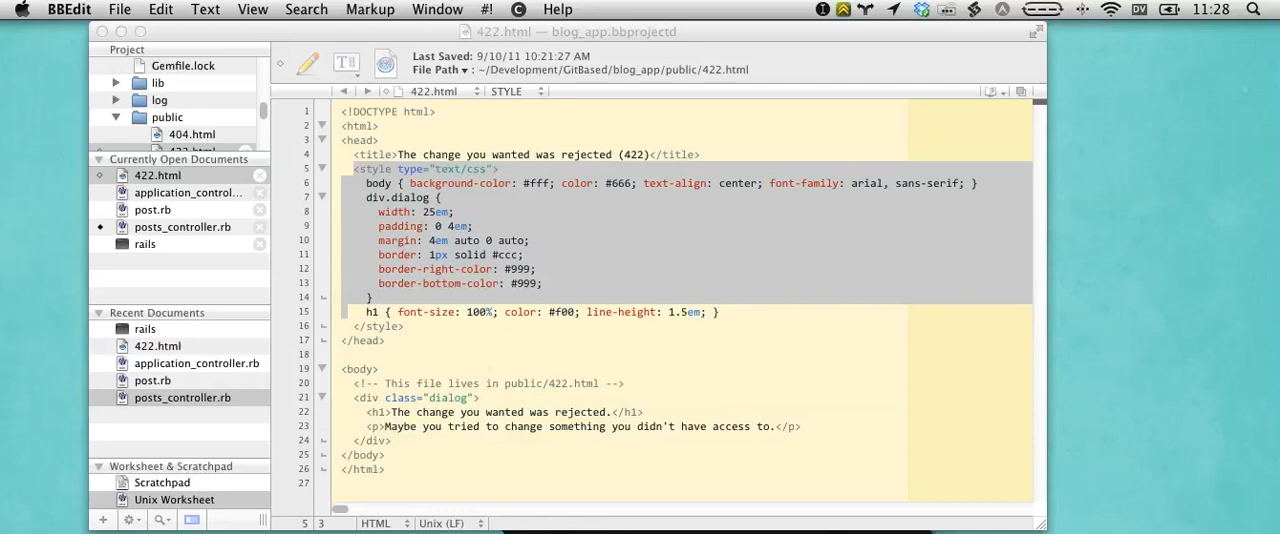 BBEdit File Edit Text View Search Markup Window #! Help DV 11:28
422.html — blog_app.bbprojectd
Project
Last Saved: 9/10/11 10:21:27 AM
File Path ▾ : ~/Development/GitBased/blog_app/public/422.html
Gemfile.lock
lib
log
public
404.html
Currently Open Documents
422.html
application_control...
post.rb
posts_controller.rb
rails
Recent Documents
rails
422.html
application_controller.rb
post.rb
posts_controller.rb
Worksheet & Scratchpad
Scratchpad
Unix Worksheet
422.html STYLE
1 <!DOCTYPE html>
2 <html>
3 <head>
4 <title>The change you wanted was rejected (422)</title>
5 <style type="text/css">
6 body { background-color: #fff; color: #666; text-align: center; font-family: arial, sans-serif; }
7 div.dialog {
8 width: 25em;
9 padding: 0 4em;
10 margin: 4em auto 0 auto;
11 border: 1px solid #ccc;
12 border-right-color: #999;
13 border-bottom-color: #999;
14 }
15 h1 { font-size: 100%; color: #f00; line-height: 1.5em; }
16 </style>
17 </head>
18
19 <body>
20 <!-- This file lives in public/422.html -->
21 <div class="dialog">
22 <h1>The change you wanted was rejected.</h1>
23 <p>Maybe you tried to change something you didn't have access to.</p>
24 </div>
25 </body>
26 </html>
27
5 3 HTML Unix (LF)